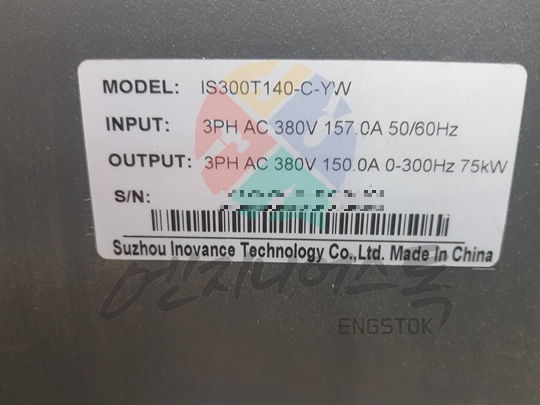 MODEL: IS300T140-C-YW
INPUT: 3PH AC 380V 157.0A 50/60Hz
OUTPUT: 3PH AC 380V 150.0A 0-300Hz 75kW
S/N:
Suzhou Inovance Technology Co.,Ltd. Made In China
엔지니어스톡
ENGSTOK